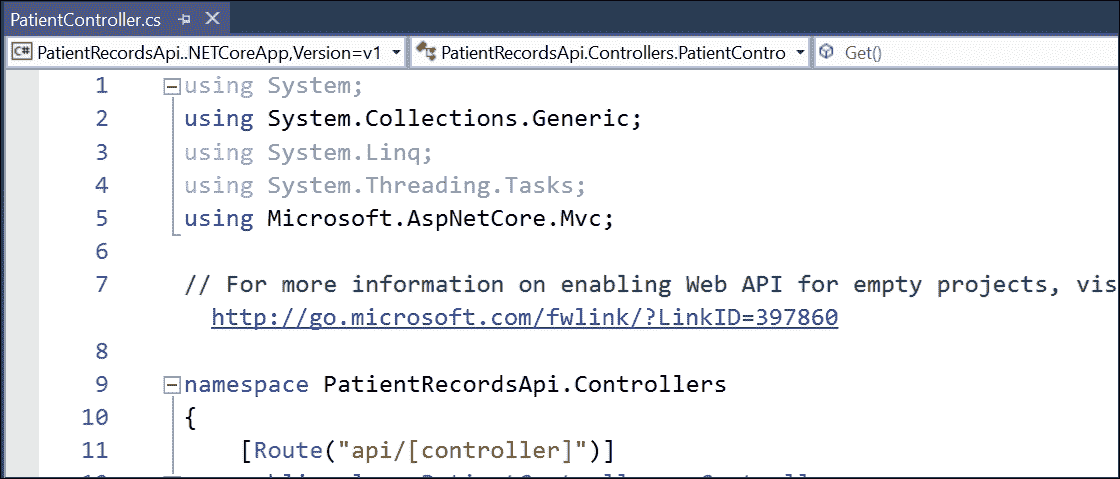 PatientController.cs
PatientRecordsApi..NETCoreApp,Version=v1 PatientRecordsApi.Controllers.PatientContro Get()
1 using System;
2 using System.Collections.Generic;
3 using System.Linq;
4 using System.Threading.Tasks;
5 using Microsoft.AspNetCore.Mvc;
6
7 // For more information on enabling Web API for empty projects, vis
http://go.microsoft.com/fwlink/?LinkID=397860
8
9 namespace PatientRecordsApi.Controllers
10 {
11 [Route("api/[controller]")]